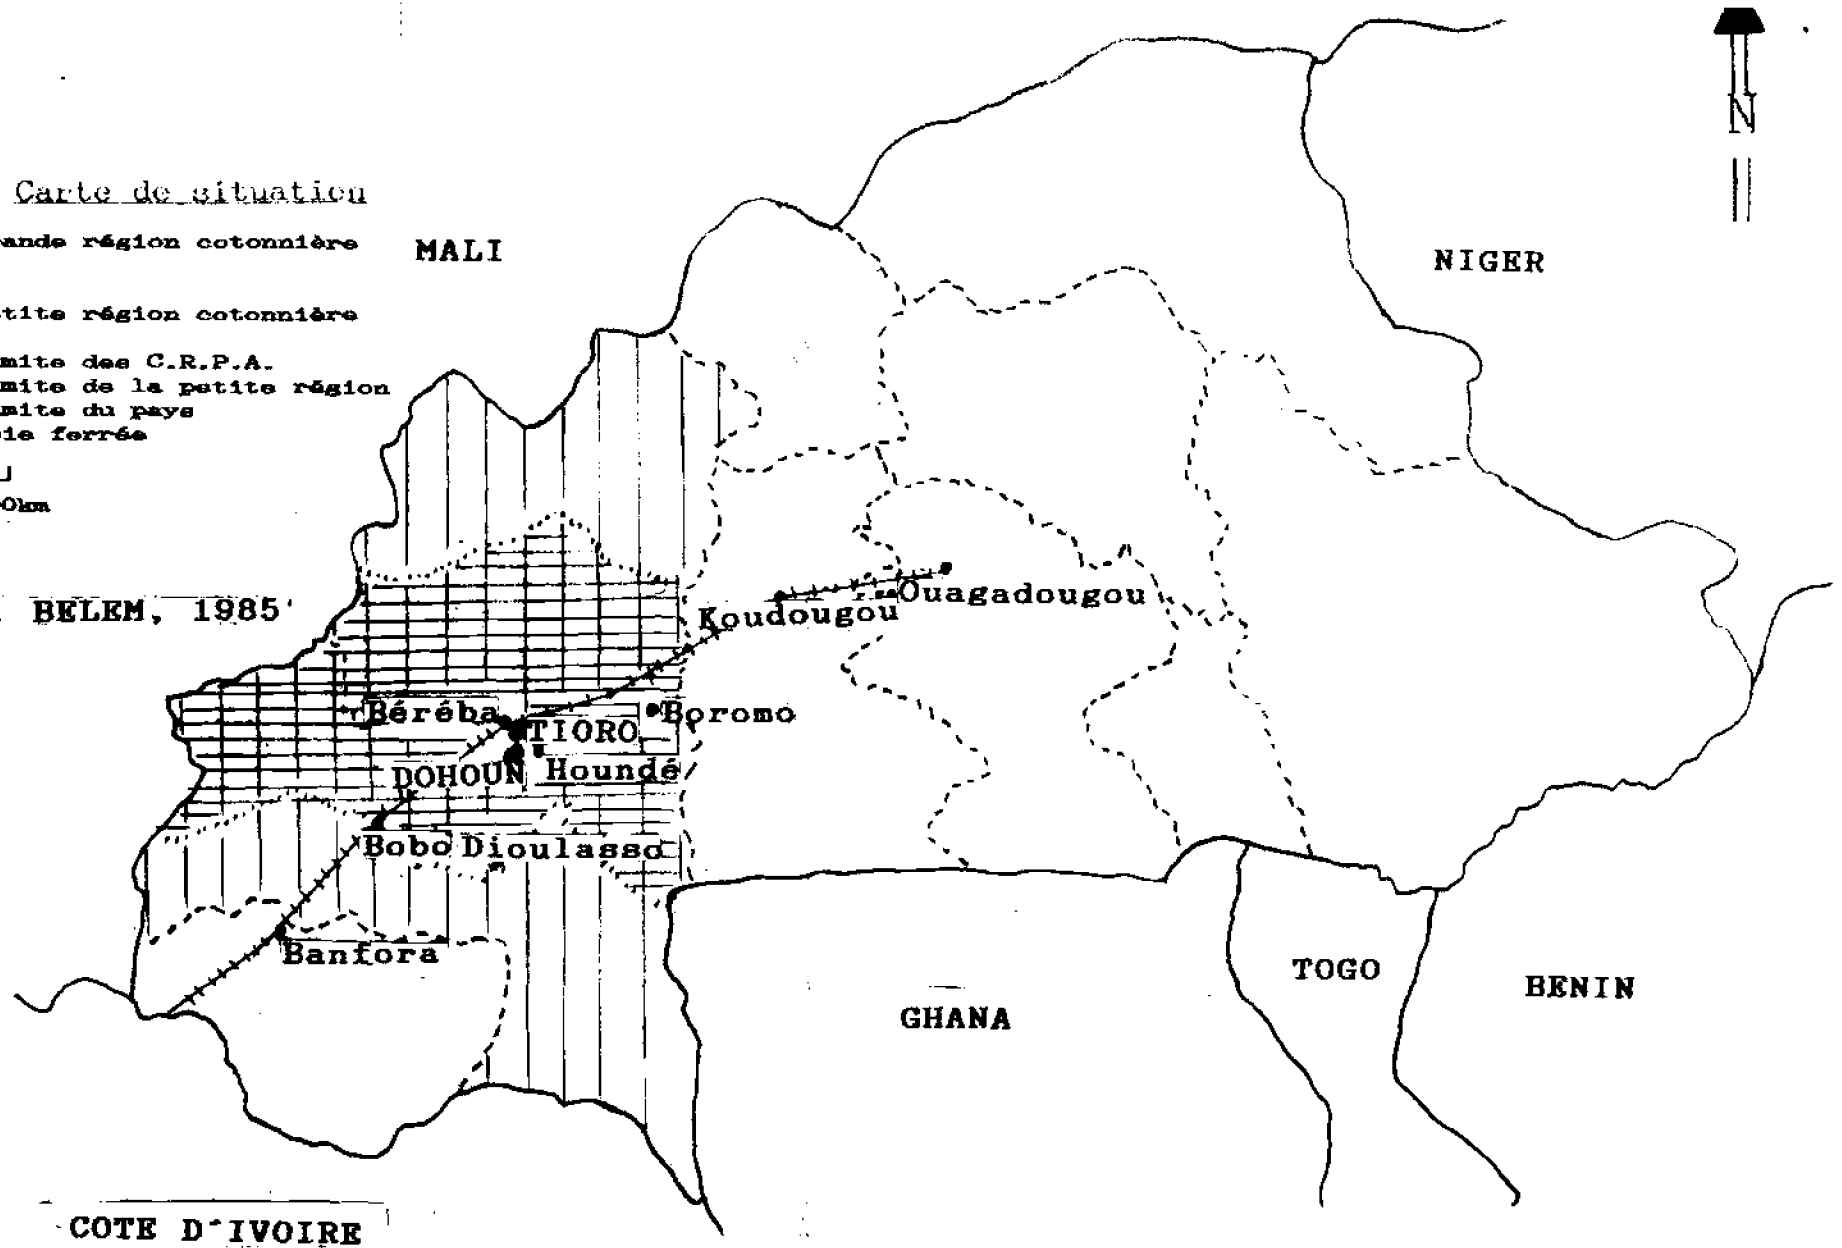 N
Carte de situation
ande région cotonnière
MALI
NIGER
tite région cotonnière
mite des C.R.P.A.
mite de la petite région
mite du pays
oie ferrée
0km
BELEM, 1985
Ouagadougou
Koudougou
Béréba
Boromo
TIORO
DOHOUN
Houndé
Bobo Dioulasso
Banfora
TOGO
BENIN
GHANA
COTE D'IVOIRE